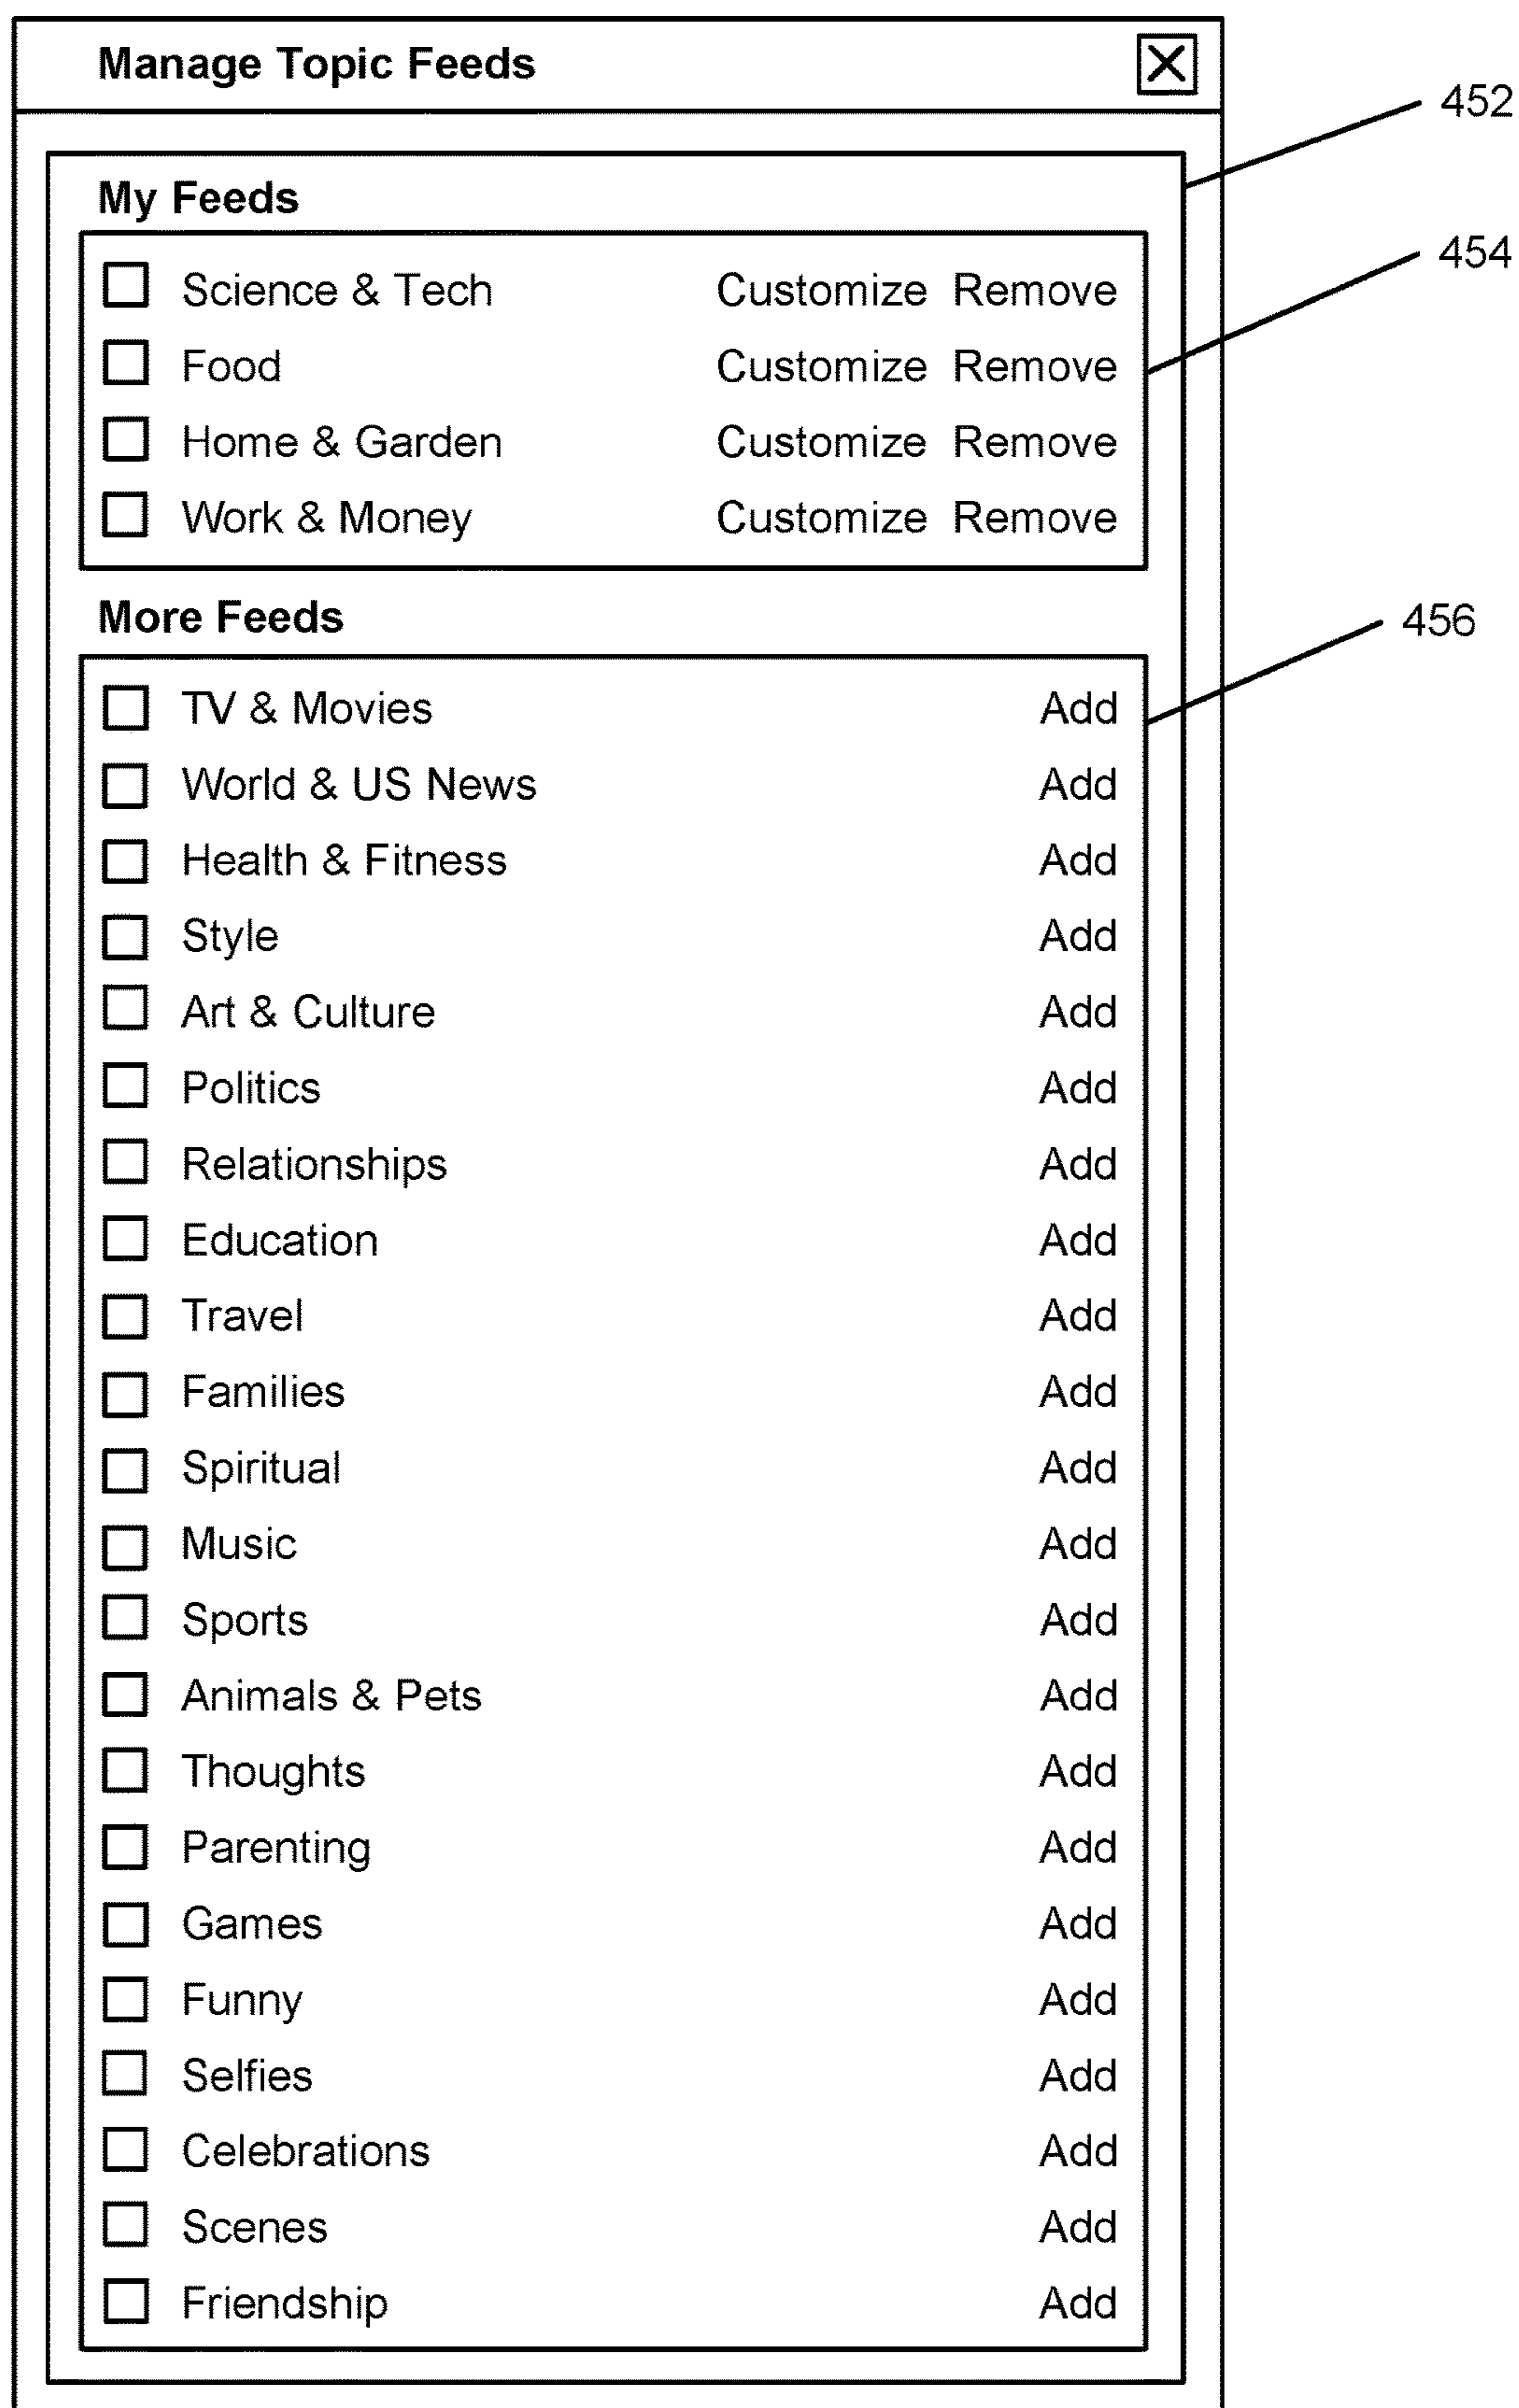 Manage Topic Feeds
452
My Feeds
454
Science & Tech Customize Remove
Food Customize Remove
Home & Garden Customize Remove
Work & Money Customize Remove
More Feeds
456
TV & Movies Add
World & US News Add
Health & Fitness Add
Style Add
Art & Culture Add
Politics Add
Relationships Add
Education Add
Travel Add
Families Add
Spiritual Add
Music Add
Sports Add
Animals & Pets Add
Thoughts Add
Parenting Add
Games Add
Funny Add
Selfies Add
Celebrations Add
Scenes Add
Friendship Add